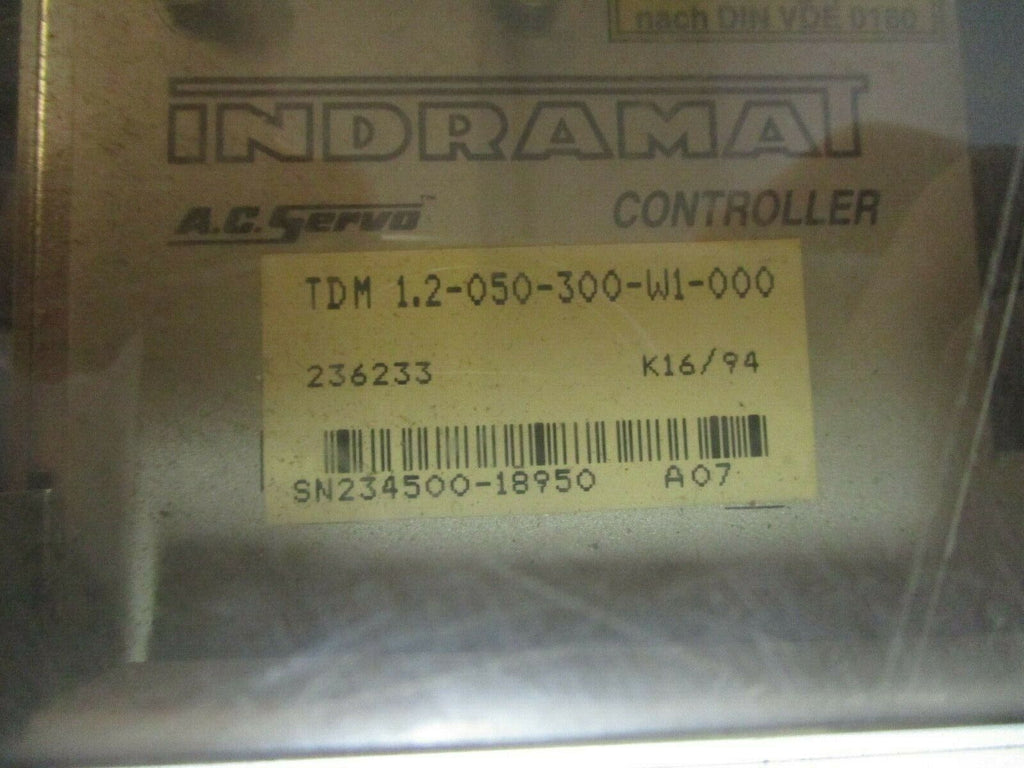 nach DIN VDE 0160
INDRAMAT
A.C. Servo™ CONTROLLER
TDM 1.2-050-300-W1-000
236233 K16/94
SN234500-18950 A07